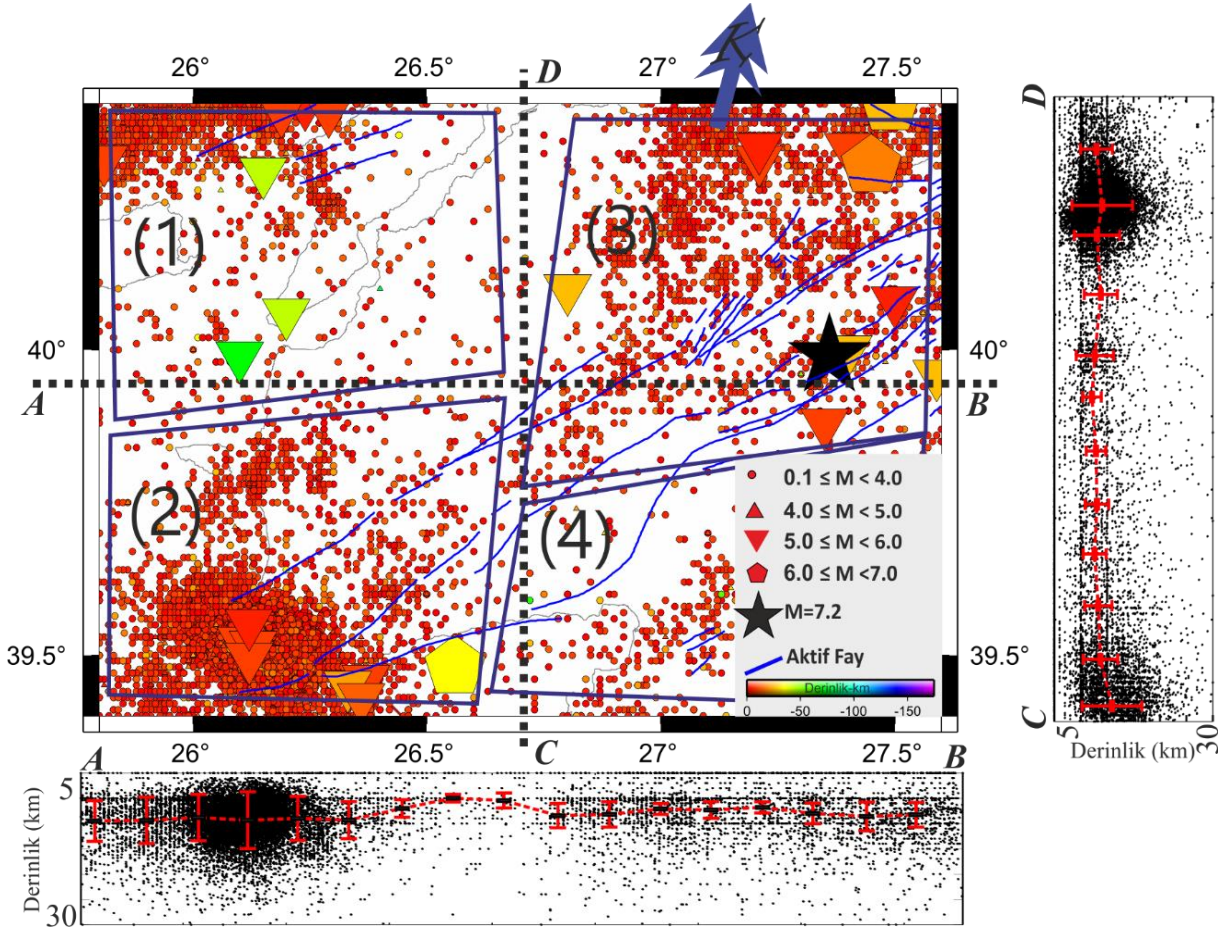 K
26°
26.5°
27°
27.5°
D
(1)
(3)
40°
40°
A
B
(2)
(4)
0.1 ≤ M < 4.0
4.0 ≤ M < 5.0
5.0 ≤ M < 6.0
6.0 ≤ M <7.0
M=7.2
Aktif Fay
Derinlik-km
0
-50
-100
-150
39.5°
39.5°
26°
26.5°
27°
27.5°
A
C
B
5
Derinlik (km)
30
D
C
5
Derinlik (km)
30